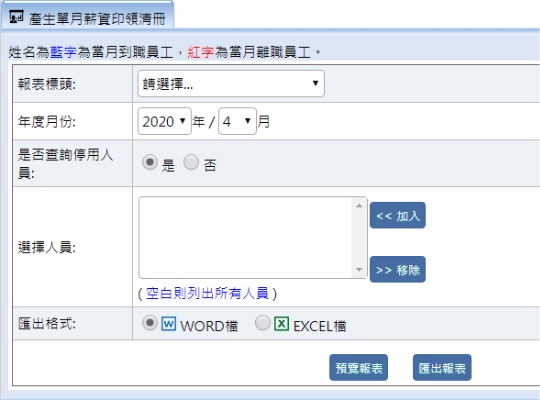 產生單月薪資印領清冊
姓名為藍字為當月到職員工，紅字為當月離職員工。
報表標頭: 請選擇...
年度月份: 2020 年 / 4 月
是否查詢停用人員: 是 否
<< 加入
選擇人員:
>> 移除
( 空白則列出所有人員 )
匯出格式: WORD檔 EXCEL檔
預覽報表 匯出報表